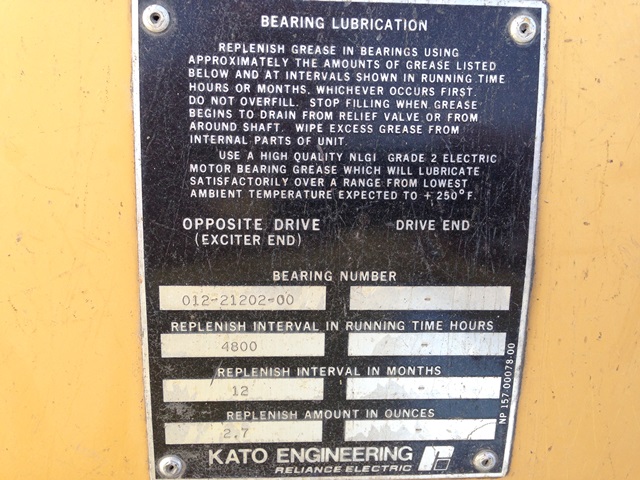 BEARING LUBRICATION
REPLENISH GREASE IN BEARINGS USING
APPROXIMATELY THE AMOUNTS OF GREASE LISTED
BELOW AND AT INTERVALS SHOWN IN RUNNING TIME
HOURS OR MONTHS, WHICHEVER OCCURS FIRST.
DO NOT OVERFILL. STOP FILLING WHEN GREASE
BEGINS TO DRAIN FROM RELIEF VALVE OR FROM
AROUND SHAFT. WIPE EXCESS GREASE FROM
INTERNAL PARTS OF UNIT.
USE A HIGH QUALITY NLGI GRADE 2 ELECTRIC
MOTOR BEARING GREASE WHICH WILL LUBRICATE
SATISFACTORILY OVER A RANGE FROM LOWEST
AMBIENT TEMPERATURE EXPECTED TO + 250°F.
OPPOSITE DRIVE DRIVE END
(EXCITER END)
BEARING NUMBER
012-21202-00 -
REPLENISH INTERVAL IN RUNNING TIME HOURS
4800 -
REPLENISH INTERVAL IN MONTHS
12 -
REPLENISH AMOUNT IN OUNCES
2.7 -
KATO ENGINEERING
RELIANCE ELECTRIC
NP 157-00078-00